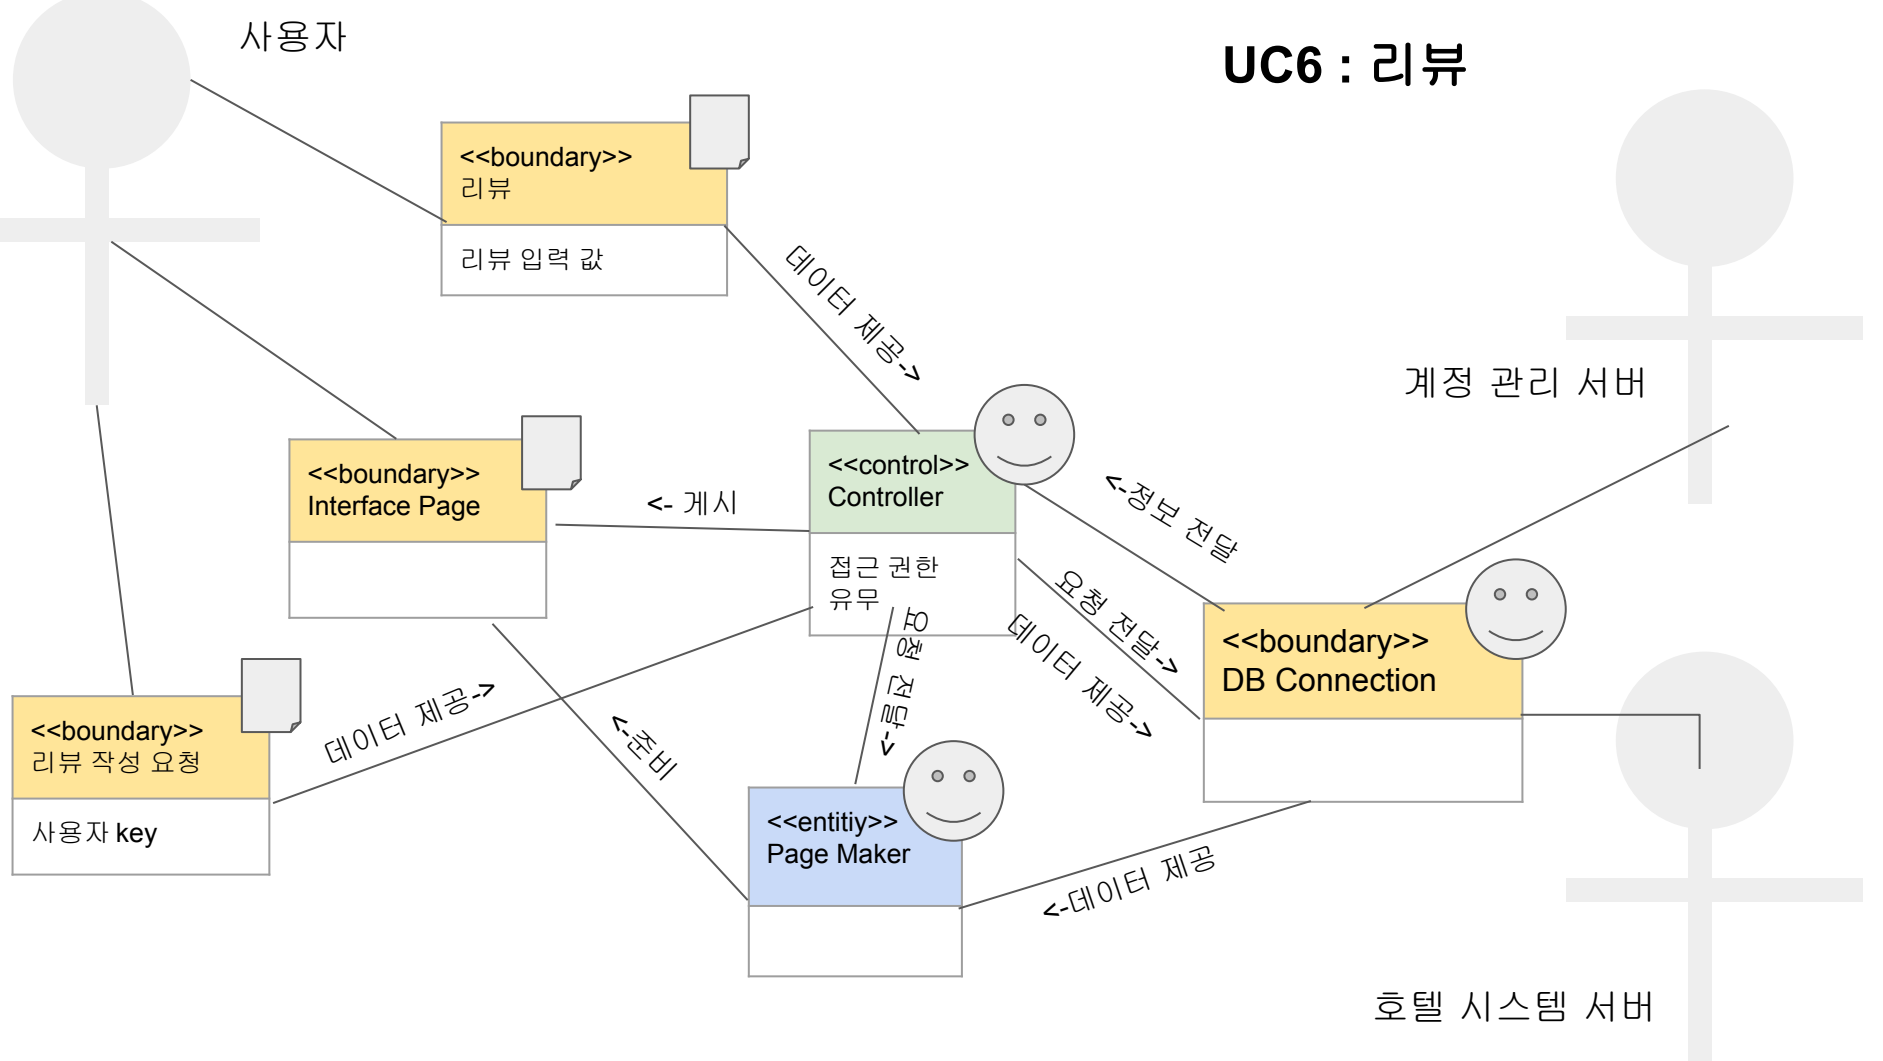 사용자
UC6 : 리뷰
<<boundary>>
리뷰
리뷰 입력 값
데이터 제공->
계정 관리 서버
<<boundary>>
Interface Page
<- 게시
<<control>>
Controller
접근 권한
유무
<-정보 전달
요청 전달->
데이터 제공->
요청 전달->
<<boundary>>
DB Connection
<<boundary>>
리뷰 작성 요청
사용자 key
데이터 제공->
<-준비
<<entitiy>>
Page Maker
<-데이터 제공
호텔 시스템 서버